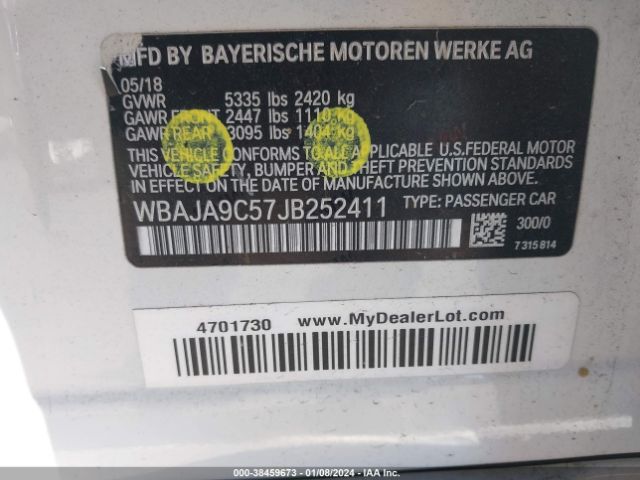 MFD BY BAYERISCHE MOTOREN WERKE AG
05/18
GVWR 5335 lbs 2420 kg
GAWR FRONT 2447 lbs 1110 kg
GAWR REAR 3095 lbs 1404 kg
THIS VEHICLE CONFORMS TO ALL APPLICABLE U.S.FEDERAL MOTOR
VEHICLE SAFETY, BUMPER AND THEFT PREVENTION STANDARDS
IN EFFECT ON THE DATE OF MANUFACTURE SHOWN ABOVE.
WBAJA9C57JB252411 TYPE: PASSENGER CAR
300/0
7315814
4701730 www.MyDealerLot.com
000-38459673 - 01/08/2024 - IAA Inc.